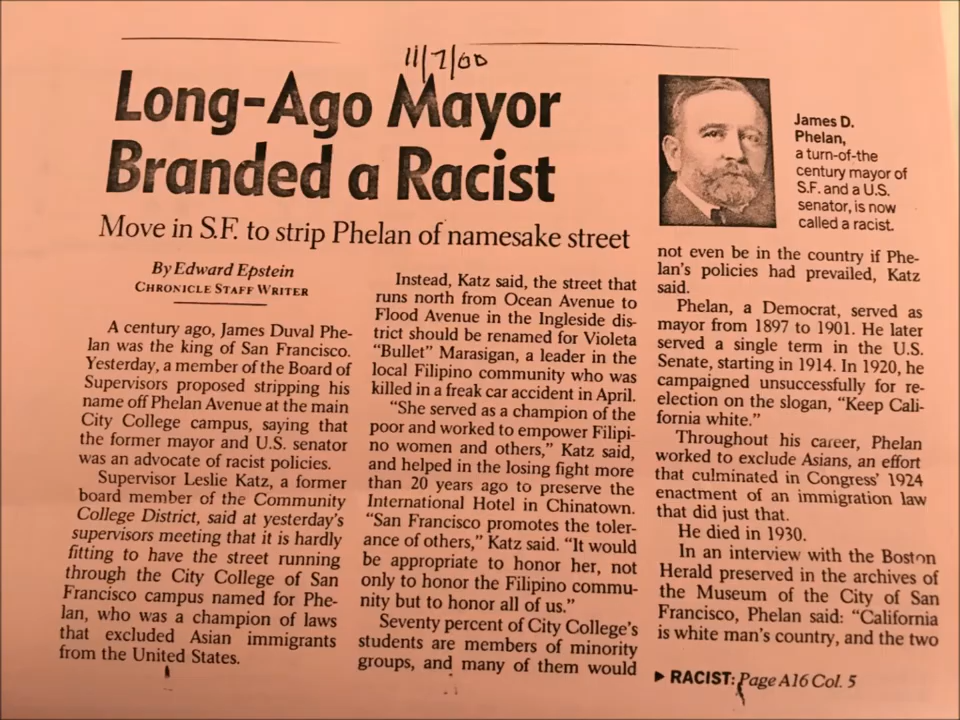 11/7/00
Long-Ago Mayor
Branded a Racist
Move in S.F. to strip Phelan of namesake street
By Edward Epstein
CHRONICLE STAFF WRITER
A century ago, James Duval Phe-
lan was the king of San Francisco.
Yesterday, a member of the Board of
Supervisors proposed stripping his
name off Phelan Avenue at the main
City College campus, saying that
the former mayor and U.S. senator
was an advocate of racist policies.
Supervisor Leslie Katz, a former
board member of the Community
College District, said at yesterday's
supervisors meeting that it is hardly
fitting to have the street running
through the City College of San
Francisco campus named for Phe-
lan, who was a champion of laws
that excluded Asian immigrants
from the United States.
Instead, Katz said, the street that
runs north from Ocean Avenue to
Flood Avenue in the Ingleside dis-
trict should be renamed for Violeta
"Bullet" Marasigan, a leader in the
local Filipino community who was
killed in a freak car accident in April.
"She served as a champion of the
poor and worked to empower Filipi-
no women and others," Katz said,
and helped in the losing fight more
than 20 years ago to preserve the
International Hotel in Chinatown.
"San Francisco promotes the toler-
ance of others," Katz said. "It would
be appropriate to honor her, not
only to honor the Filipino commu-
nity but to honor all of us."
Seventy percent of City College's
students are members of minority
groups, and many of them would
James D.
Phelan,
a turn-of-the
century mayor of
S.F. and a U.S.
senator, is now
called a racist.
not even be in the country if Phe-
lan's policies had prevailed, Katz
said.
Phelan, a Democrat, served as
mayor from 1897 to 1901. He later
served a single term in the U.S.
Senate, starting in 1914. In 1920, he
campaigned unsuccessfully for re-
election on the slogan, "Keep Cali-
fornia white."
Throughout his career, Phelan
worked to exclude Asians, an effort
that culminated in Congress' 1924
enactment of an immigration law
that did just that.
He died in 1930.
In an interview with the Boston
Herald preserved in the archives of
the Museum of the City of San
Francisco, Phelan said: "California
is white man's country, and the two
► RACIST: Page A16 Col. 5